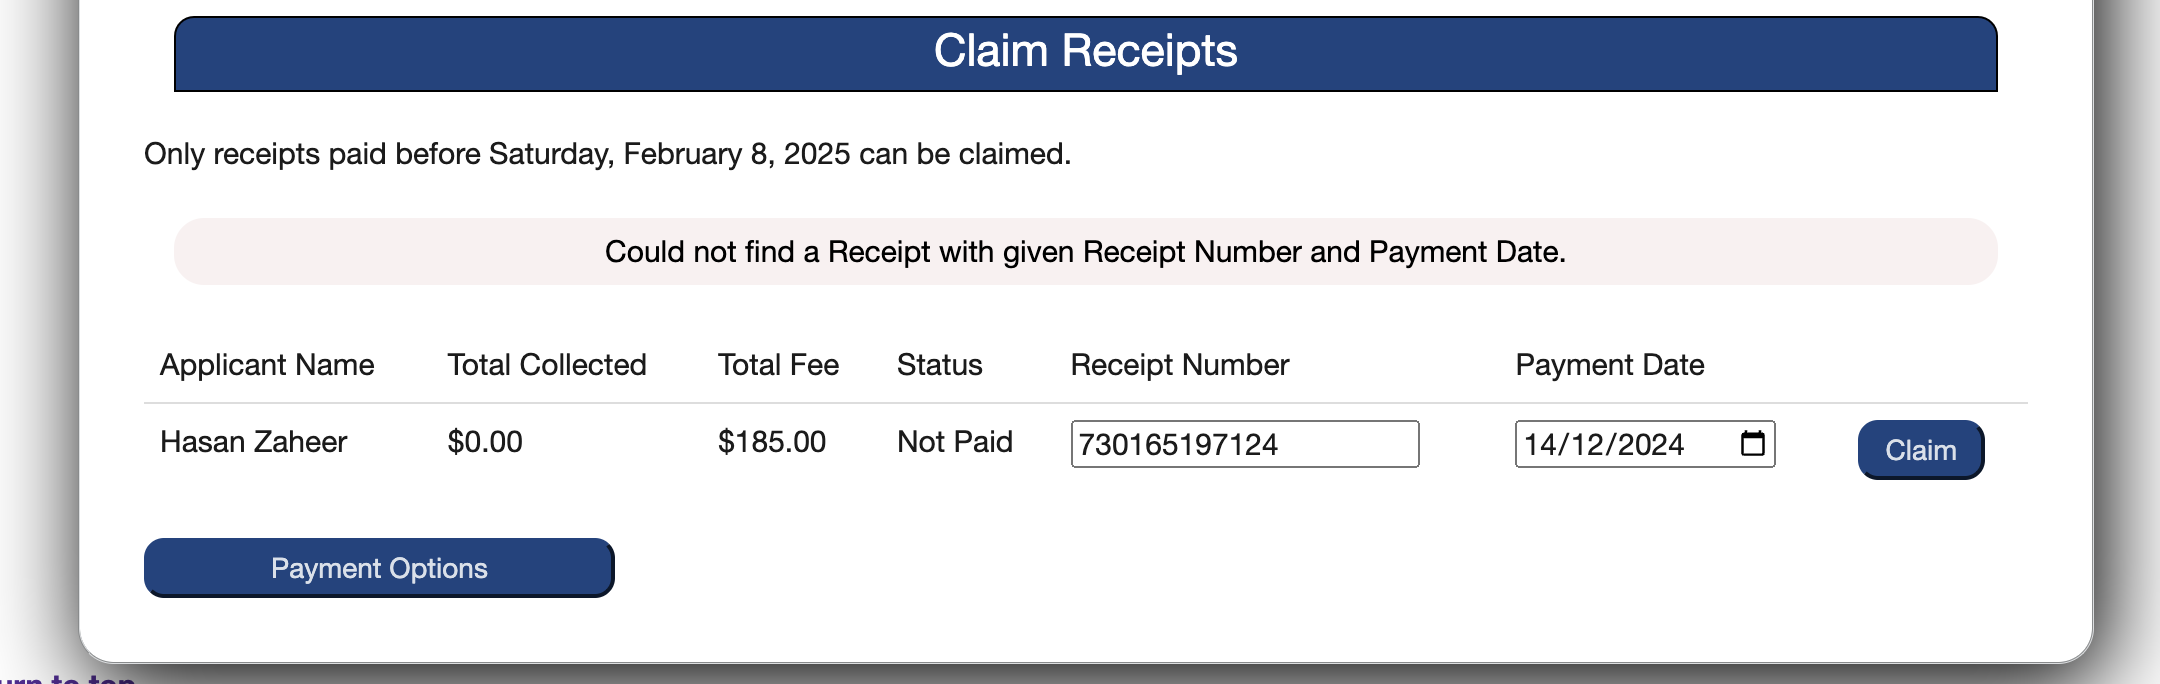 Claim Receipts
Only receipts paid before Saturday, February 8, 2025 can be claimed.
Could not find a Receipt with given Receipt Number and Payment Date.
Applicant Name Total Collected Total Fee Status Receipt Number Payment Date
Hasan Zaheer $0.00 $185.00 Not Paid 730165197124 14/12/2024 Claim
Payment Options
to top